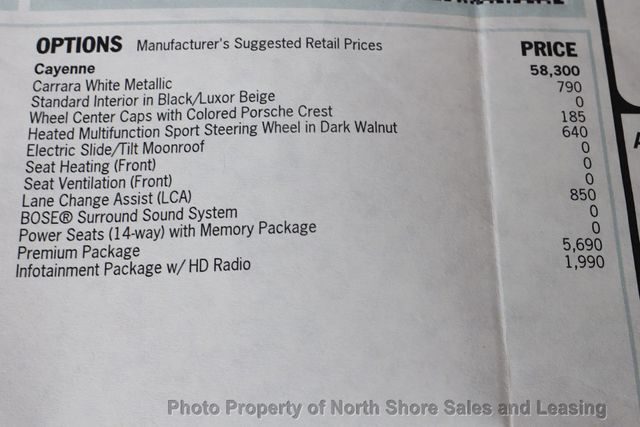 OPTIONS Manufacturer's Suggested Retail Prices PRICE
Cayenne 58,300
Carrara White Metallic 790
Standard Interior in Black/Luxor Beige 0
Wheel Center Caps with Colored Porsche Crest 185
Heated Multifunction Sport Steering Wheel in Dark Walnut 640
Electric Slide/Tilt Moonroof 0
Seat Heating (Front) 0
Seat Ventilation (Front) 0
Lane Change Assist (LCA) 850
BOSE® Surround Sound System 0
Power Seats (14-way) with Memory Package 0
Premium Package 5,690
Infotainment Package w/ HD Radio 1,990
Photo Property of North Shore Sales and Leasing